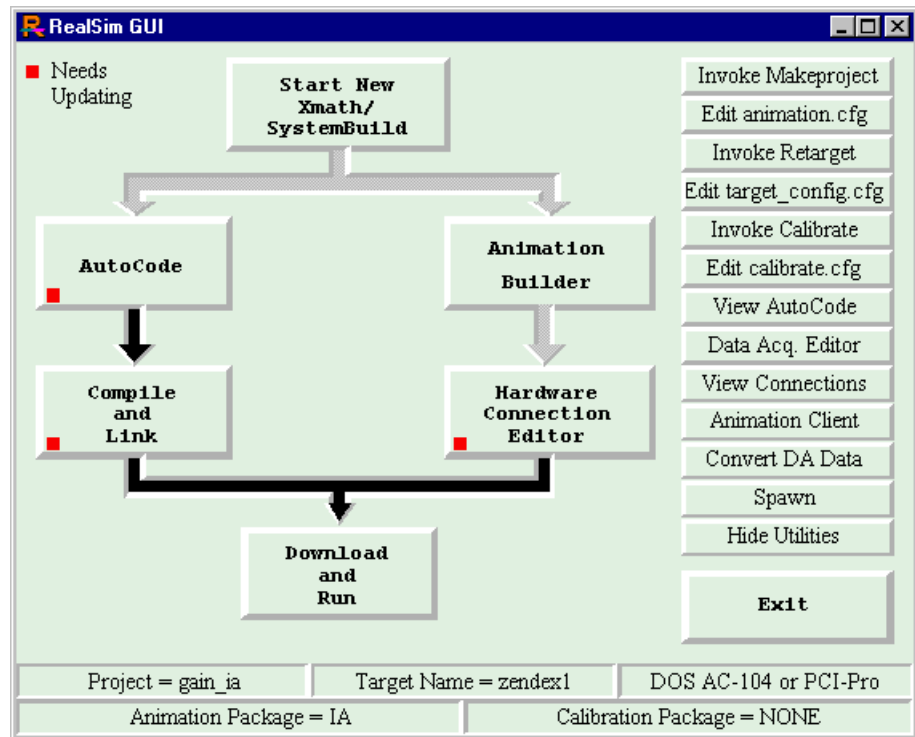 RealSim GUI
Needs
Updating
Start New
Xmath/
SystemBuild
AutoCode
Animation
Builder
Compile
and
Link
Hardware
Connection
Editor
Download
and
Run
Invoke Makeproject
Edit animation.cfg
Invoke Retarget
Edit target_config.cfg
Invoke Calibrate
Edit calibrate.cfg
View AutoCode
Data Acq. Editor
View Connections
Animation Client
Convert DA Data
Spawn
Hide Utilities
Exit
Project = gain_ia
Target Name = zendex1
DOS AC-104 or PCI-Pro
Animation Package = IA
Calibration Package = NONE